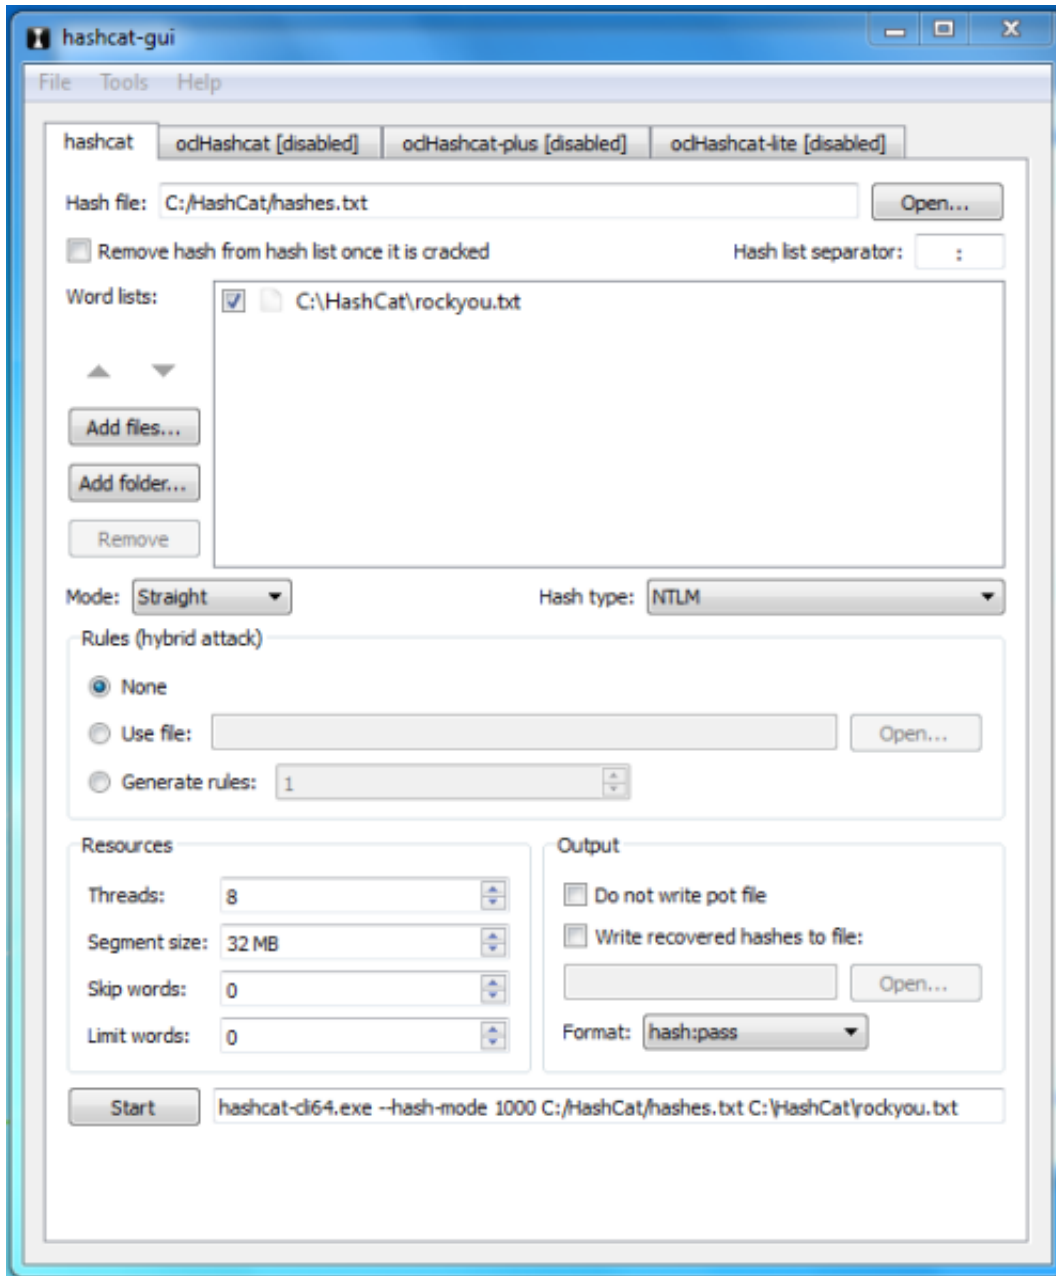 hashcat-gui
File Tools Help
hashcat oclHashcat [disabled] oclHashcat-plus [disabled] oclHashcat-lite [disabled]
Hash file: C:/HashCat/hashes.txt Open...
Remove hash from hash list once it is cracked Hash list separator: :
Word lists: C:\HashCat\rockyou.txt
Add files...
Add folder...
Remove
Mode: Straight Hash type: NTLM
Rules (hybrid attack)
None
Use file: Open...
Generate rules: 1
Resources Output
Threads: 8 Do not write pot file
Segment size: 32 MB Write recovered hashes to file:
Skip words: 0 Open...
Limit words: 0 Format: hash:pass
Start hashcat-cli64.exe --hash-mode 1000 C:/HashCat/hashes.txt C:\HashCat\rockyou.txt